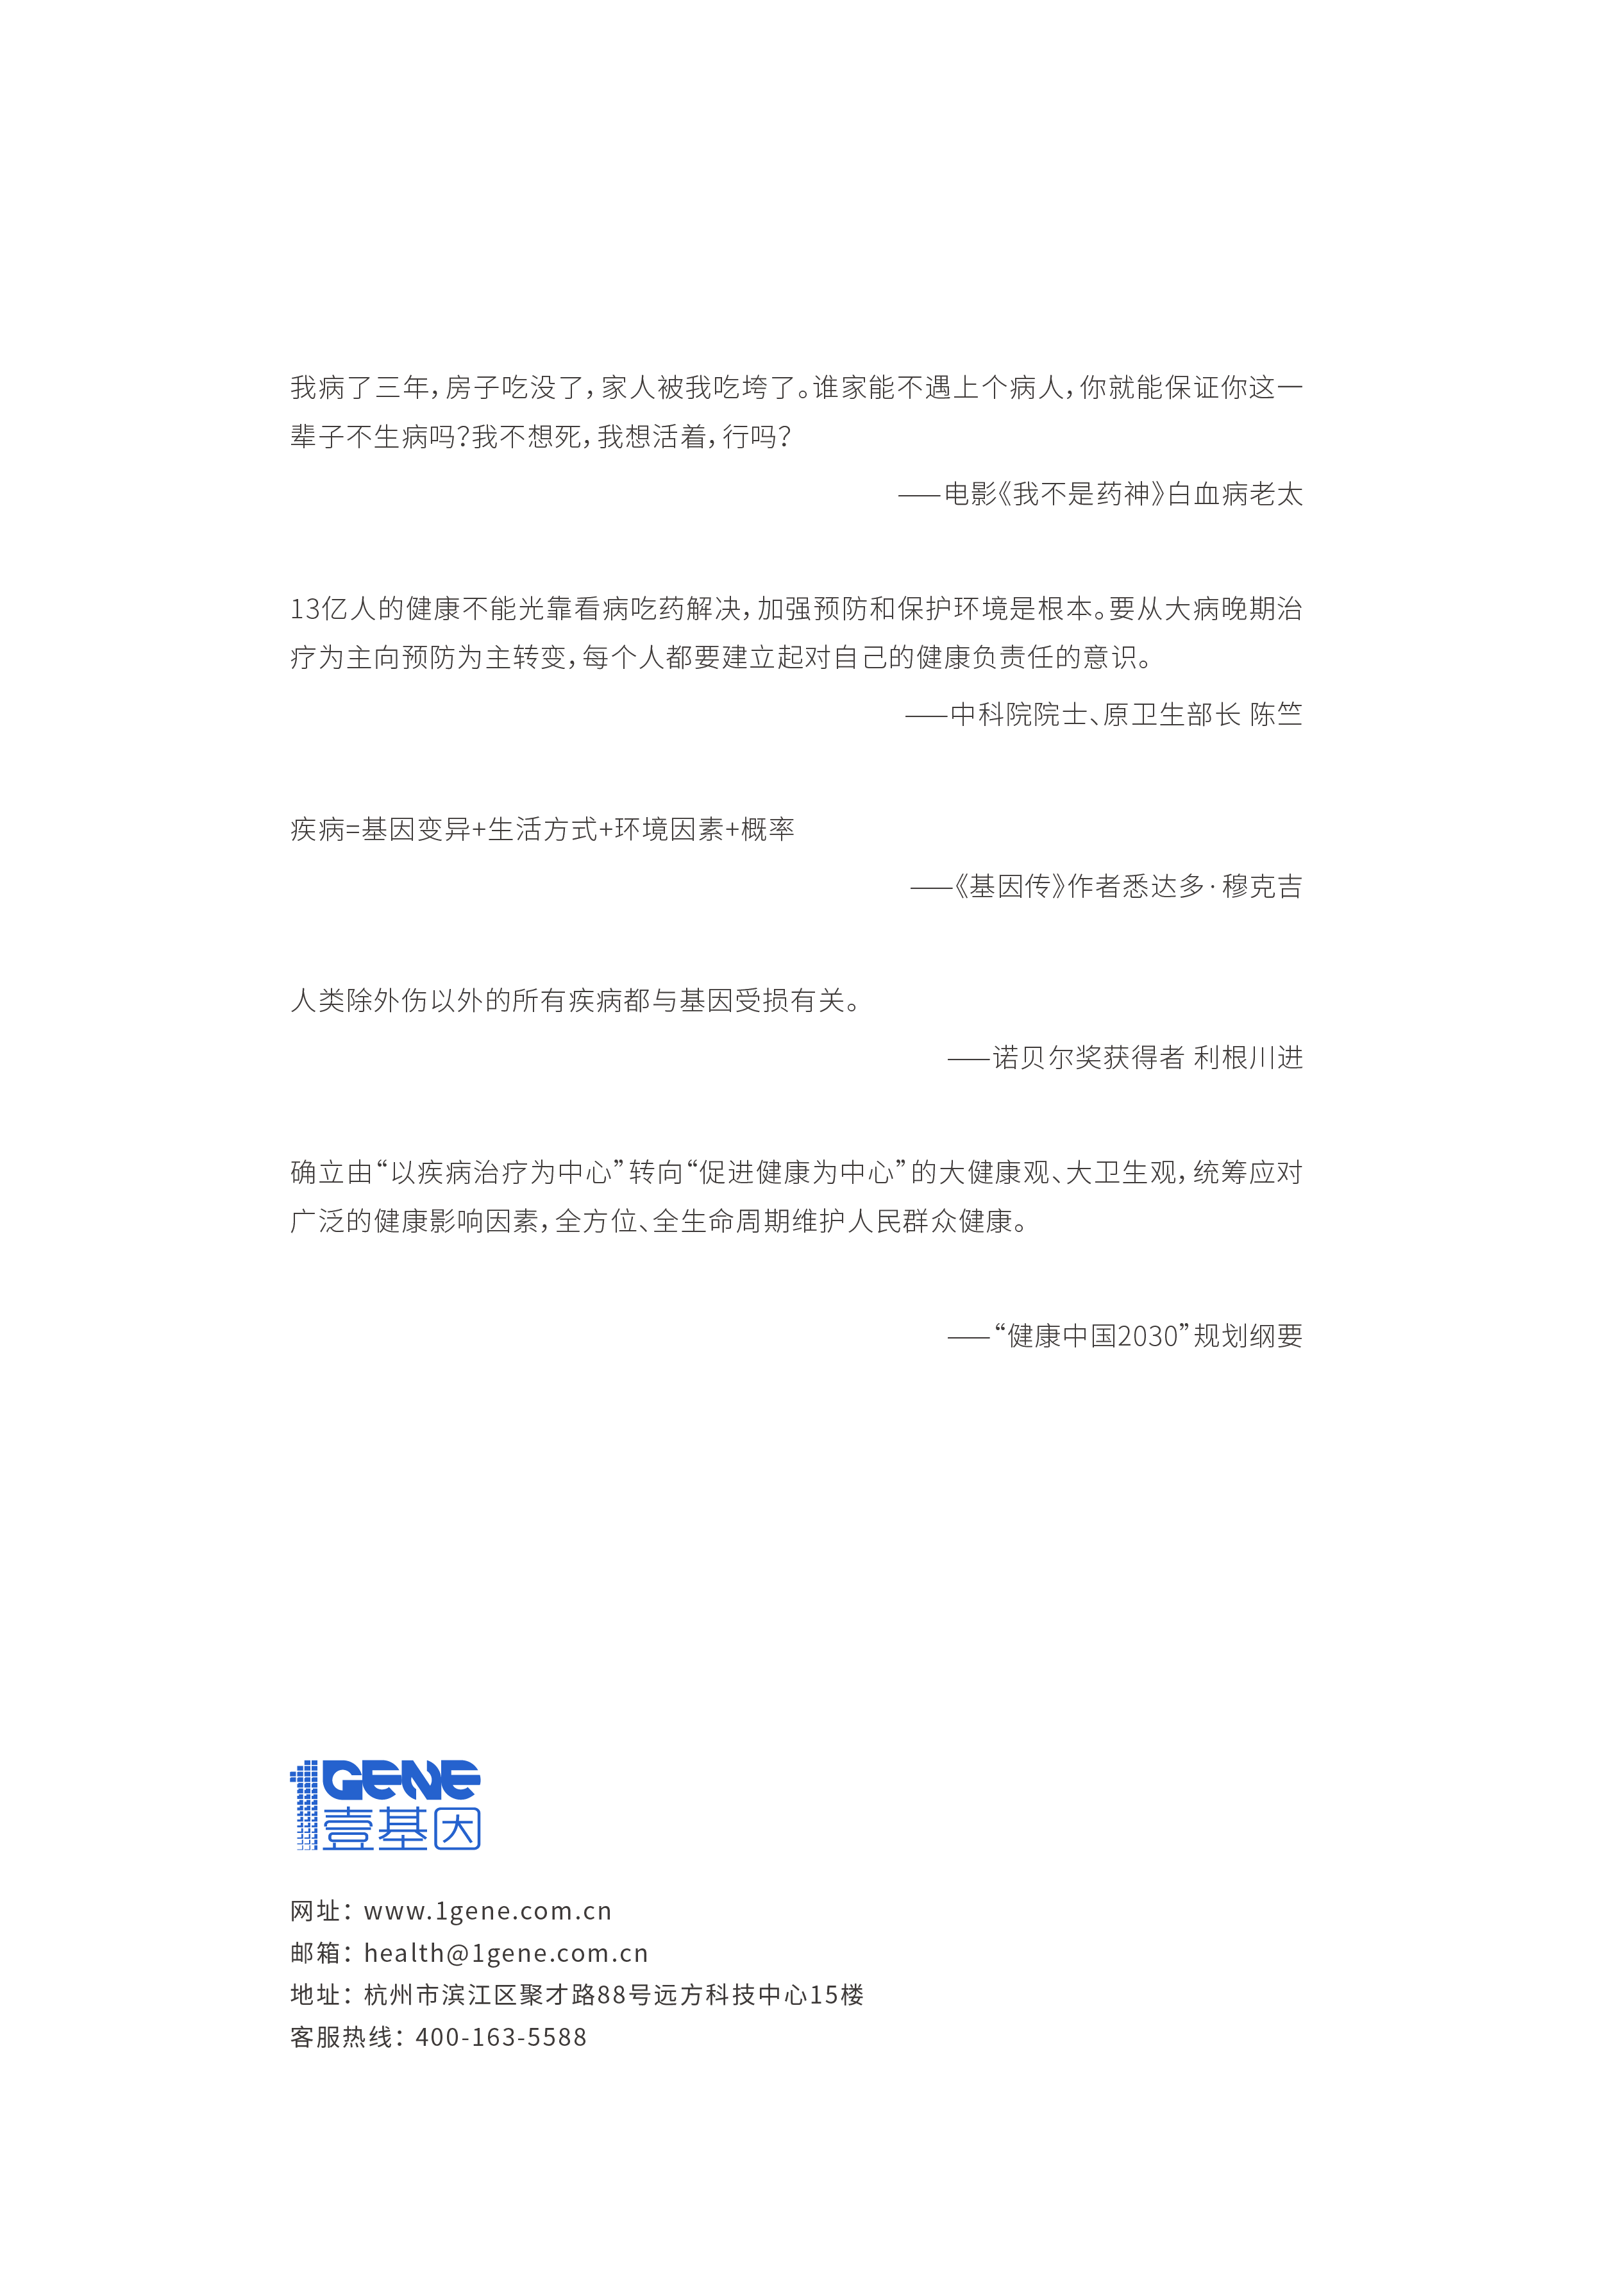 我病了三年，房子吃没了，家人被我吃垮了。谁家能不遇上个病人，你就能保证你这一
辈子不生病吗？我不想死，我想活着，行吗？
——电影《我不是药神》白血病老太
13亿人的健康不能光靠看病吃药解决，加强预防和保护环境是根本。要从大病晚期治
疗为主向预防为主转变，每个人都要建立起对自己的健康负责任的意识。
——中科院院士、原卫生部长 陈竺
疾病=基因变异+生活方式+环境因素+概率
——《基因传》作者悉达多·穆克吉
人类除外伤以外的所有疾病都与基因受损有关。
——诺贝尔奖获得者 利根川进
确立由“以疾病治疗为中心”转向“促进健康为中心”的大健康观、大卫生观，统筹应对
广泛的健康影响因素，全方位、全生命周期维护人民群众健康。
——“健康中国2030”规划纲要
1GENE
壹基因
网址：www.1gene.com.cn
邮箱：health@1gene.com.cn
地址：杭州市滨江区聚才路88号远方科技中心15楼
客服热线：400-163-5588